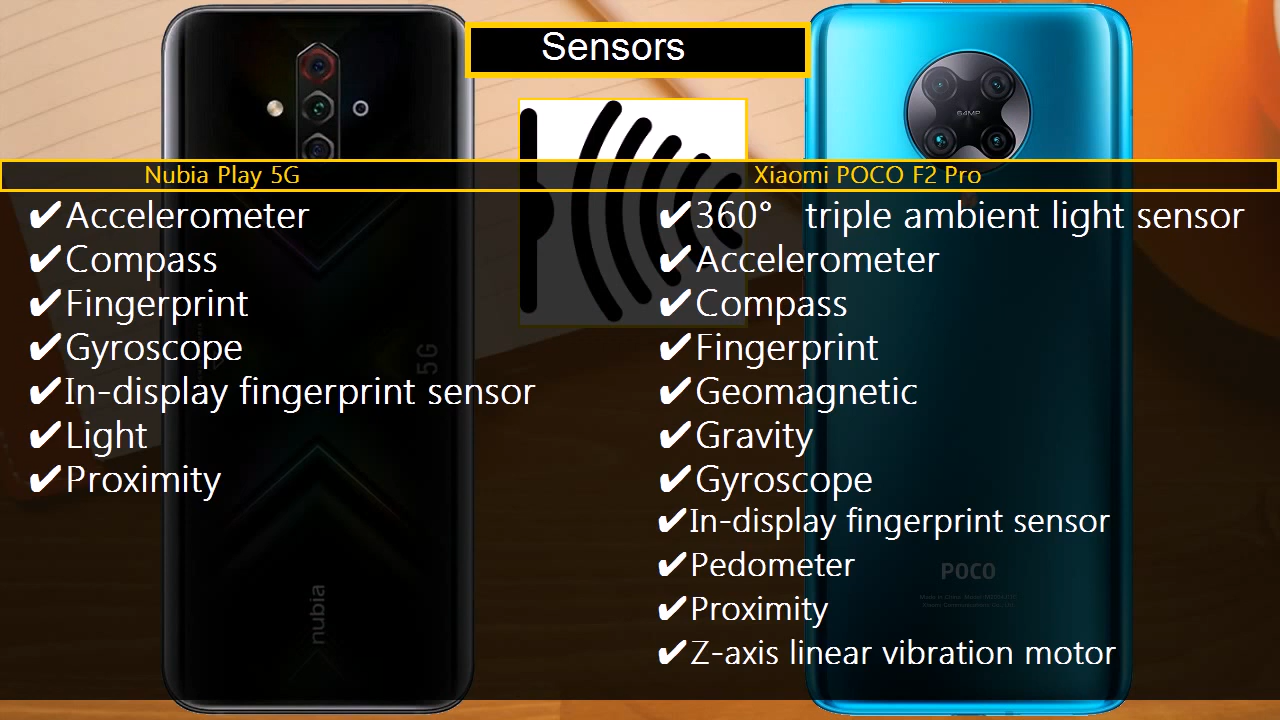 Sensors
64MP
Nubia Play 5G
Xiaomi POCO F2 Pro
✔Accelerometer
✔Compass
✔Fingerprint
✔Gyroscope
✔In-display fingerprint sensor
✔Light
✔Proximity
5G
nubia
✔360° triple ambient light sensor
✔Accelerometer
✔Compass
✔Fingerprint
✔Geomagnetic
✔Gravity
✔Gyroscope
✔In-display fingerprint sensor
✔Pedometer
✔Proximity
✔Z-axis linear vibration motor
POCO